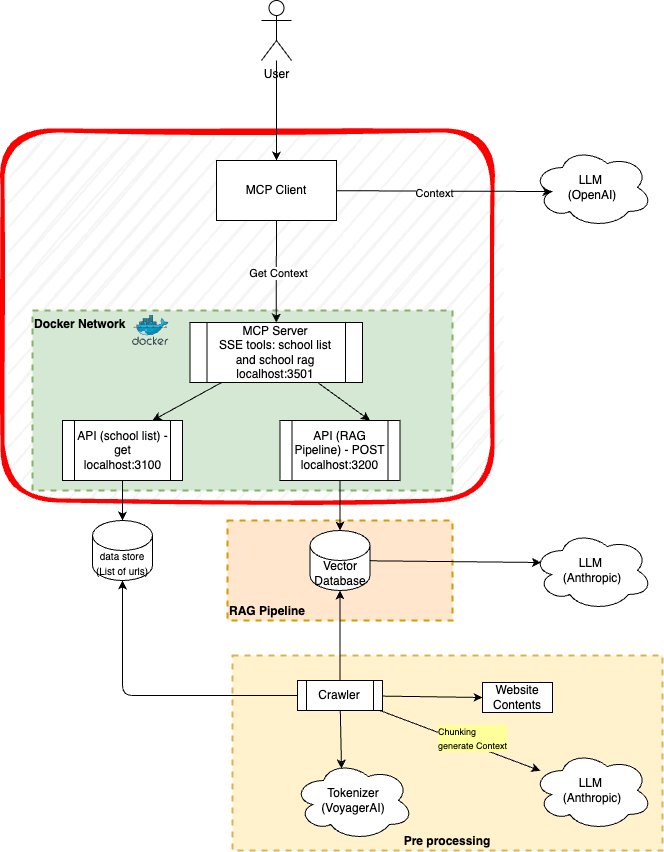 User
MCP Client
Context
LLM
(OpenAI)
Get Context
Docker Network
docker
MCP Server
SSE tools: school list
and school rag
localhost:3501
API (school list) -
get
localhost:3100
API (RAG
Pipeline) - POST
localhost:3200
data store
(List of urls)
Vector
Database
LLM
(Anthropic)
RAG Pipeline
Crawler
Website
Contents
Chunking
generate Context
Tokenizer
(VoyagerAI)
LLM
(Anthropic)
Pre processing